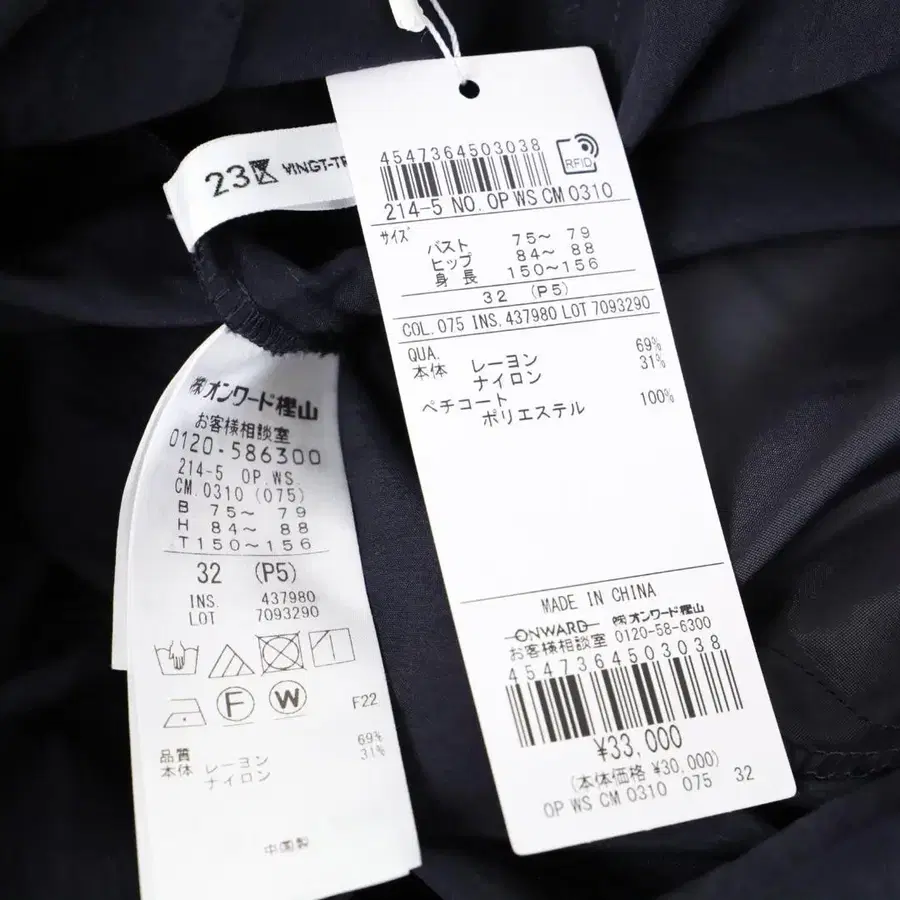 23区 VINGT-TR
4547364503038
RFID
214-5 NO. OP WS CM 0310
サイズ
バスト 75〜 79
ヒップ 84〜 88
身 長 150〜156
32 (P5)
COL. 075 INS. 437980 LOT 7093290
QUA.
本体 レーヨン 69%
ナイロン 31%
ペチコート
ポリエステル 100%
MADE IN CHINA
ONWARD ㈱オンワード樫山
お客様相談室 0120-58-6300
4547364503038
¥33,000
(本体価格 ¥30,000)
OP WS CM 0310 075 32
㈱オンワード樫山
お客様相談室
0120-586300
214-5 OP. WS.
CM. 0310 (075)
B 75〜 79
H 84〜 88
T150〜156
32 (P5)
INS. 437980
LOT 7093290
F W
F22
品質
本体 レーヨン 69%
ナイロン 31%
中国製